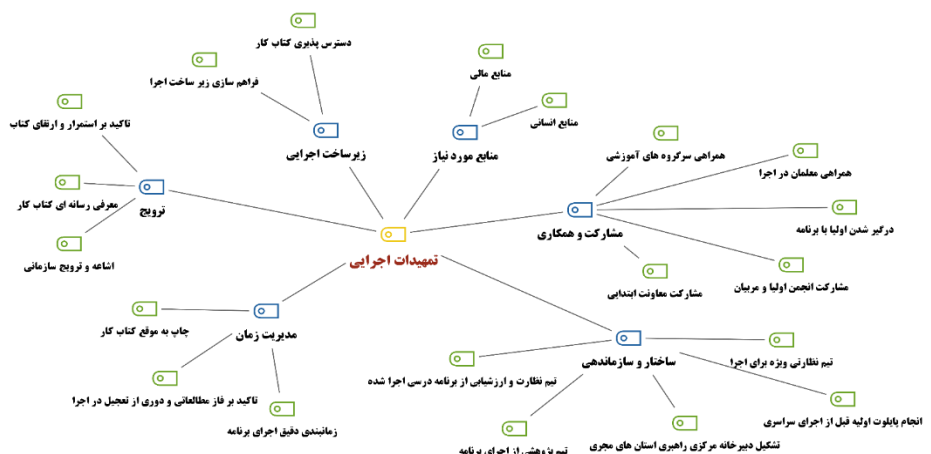 دسترس پذیری کتاب کار
فراهم سازی زیر ساخت اجرا
زیرساخت اجرایی
منابع مالی
منابع انسانی
منابع مورد نیاز
همراهی سرگروه های آموزشی
همراهی معلمان در اجرا
درگیر شدن اولیا با برنامه
مشارکت انجمن اولیا و مربیان
مشارکت معاونت ابتدایی
مشارکت و همکاری
تاکید بر استمرار و ارتقای کتاب
معرفی رسانه ای کتاب کار
اشاعه و ترویج سازمانی
ترویج
تمهیدات اجرایی
مدیریت زمان
چاپ به موقع کتاب کار
تاکید بر فاز مطالعاتی و دوری از تعجیل در اجرا
زمانبندی دقیق اجرای برنامه
ساختار و سازماندهی
تیم نظارتی ویژه برای اجرا
تیم نظارت و ارزشیابی از برنامه درسی اجرا شده
انجام پایلوت اولیه قبل از اجرای سراسری
تشکیل دبیرخانه مرکزی راهبری استان های مجری
تیم پژوهشی از اجرای برنامه